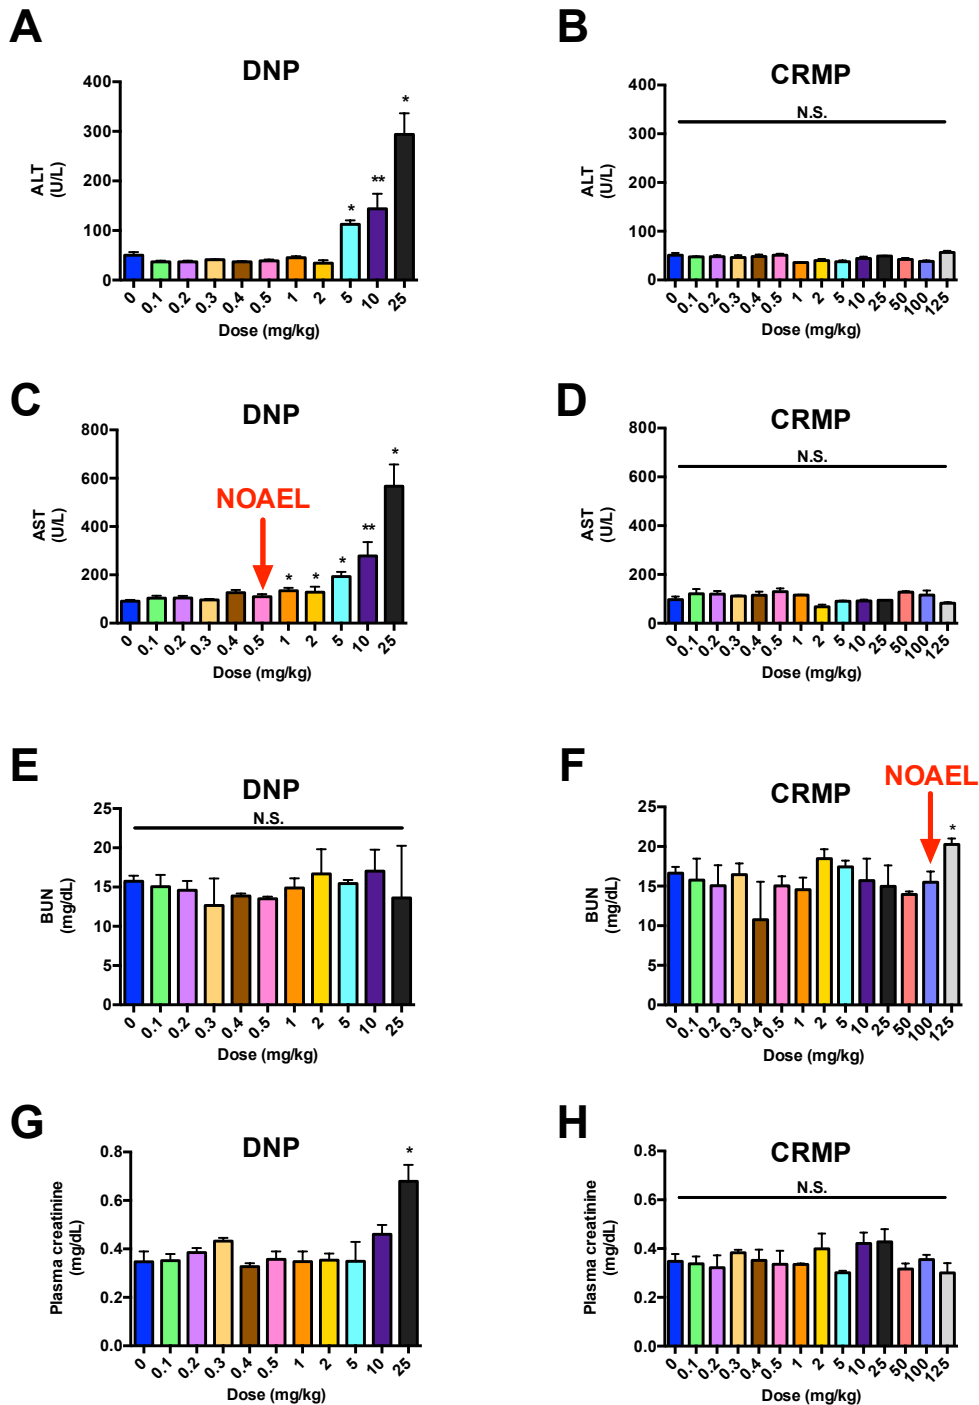 A
DNP
400
300
200
100
0
ALT
(U/L)
*
**
*
0 0.1 0.2 0.3 0.4 0.5 1 2 5 10 25
Dose (mg/kg)
B
CRMP
400
300
200
100
0
ALT
(U/L)
N.S.
0 0.1 0.2 0.3 0.4 0.5 1 2 5 10 25 50 100 125
Dose (mg/kg)
C
DNP
800
600
400
200
0
AST
(U/L)
NOAEL
* * * ** *
0 0.1 0.2 0.3 0.4 0.5 1 2 5 10 25
Dose (mg/kg)
D
CRMP
800
600
400
200
0
AST
(U/L)
N.S.
0 0.1 0.2 0.3 0.4 0.5 1 2 5 10 25 50 100 125
Dose (mg/kg)
E
DNP
25
20
15
10
5
0
BUN
(mg/dL)
N.S.
0 0.1 0.2 0.3 0.4 0.5 1 2 5 10 25
Dose (mg/kg)
F
CRMP
NOAEL
25
20
15
10
5
0
BUN
(mg/dL)
*
0 0.1 0.2 0.3 0.4 0.5 1 2 5 10 25 50 100 125
Dose (mg/kg)
G
DNP
0.8
0.6
0.4
0.2
0.0
Plasma creatinine
(mg/dL)
*
0 0.1 0.2 0.3 0.4 0.5 1 2 5 10 25
Dose (mg/kg)
H
CRMP
0.8
0.6
0.4
0.2
0.0
Plasma creatinine
(mg/dL)
N.S.
0 0.1 0.2 0.3 0.4 0.5 1 2 5 10 25 50 100 125
Dose (mg/kg)